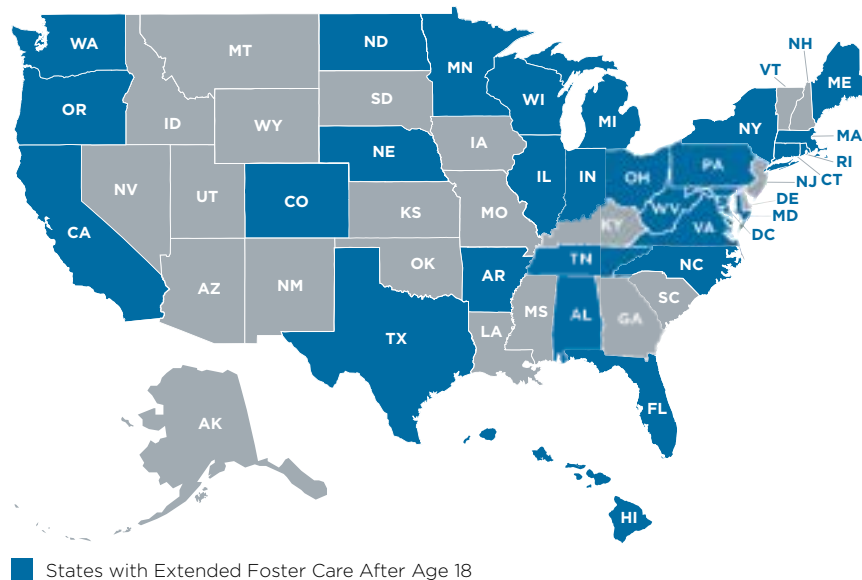 WA
MT
ND
MN
NH
VT
ME
OR
ID
WY
SD
WI
MI
NY
MA
RI
CT
NJ
NV
UT
CO
NE
IA
IL
IN
OH
PA
WV
VA
DE
MD
DC
CA
KS
MO
KY
AZ
NM
OK
AR
TN
NC
SC
TX
LA
MS
AL
GA
FL
AK
HI
States with Extended Foster Care After Age 18